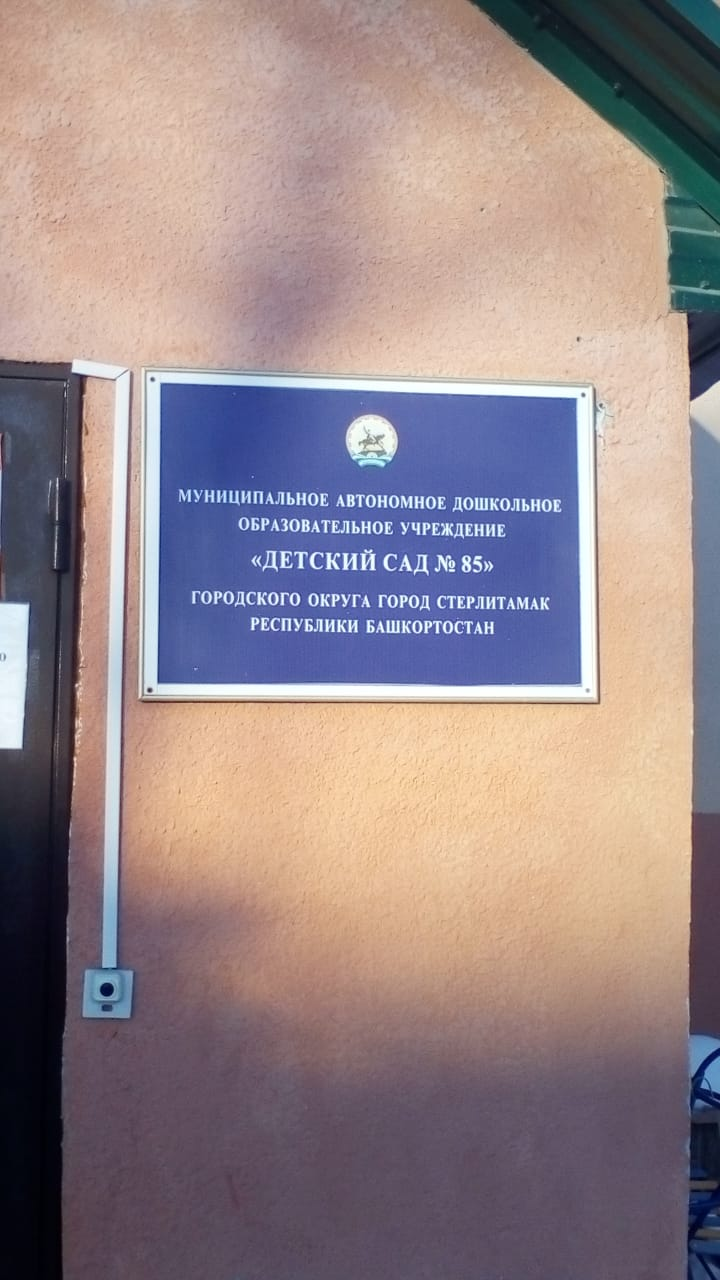 МУНИЦИПАЛЬНОЕ АВТОНОМНОЕ ДОШКОЛЬНОЕ
ОБРАЗОВАТЕЛЬНОЕ УЧРЕЖДЕНИЕ
«ДЕТСКИЙ САД № 85»
ГОРОДСКОГО ОКРУГА ГОРОД СТЕРЛИТАМАК
РЕСПУБЛИКИ БАШКОРТОСТАН